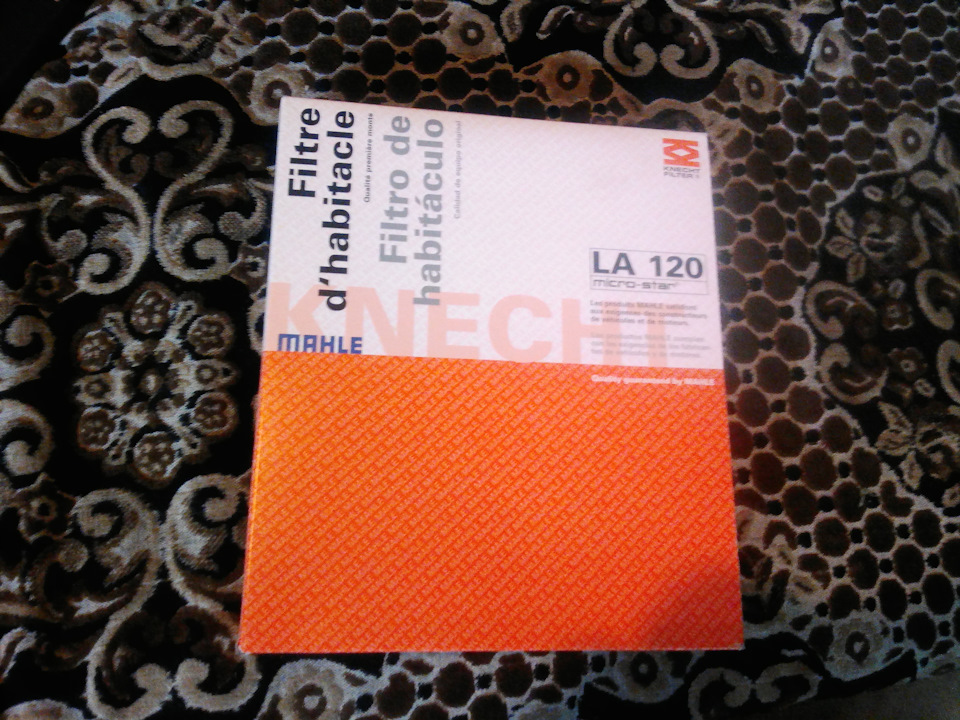 Filtre
d'habitacle
Qualité première monte
Filtro de
habitáculo
Calidad de equipo original
KNECHT
FILTER
LA 120
micro-star
KNECH
MAHLE
Les produits MAHLE satisfont
aux exigences des constructeurs
de véhicules et de moteurs.
Quality guaranteed by MAHLE